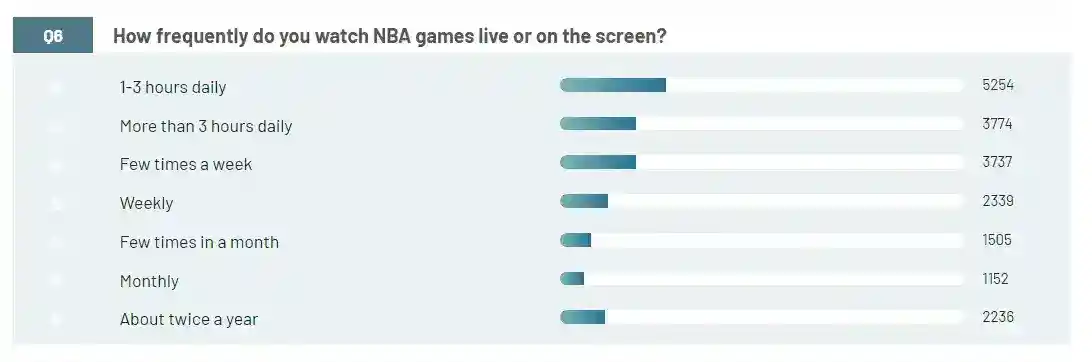 Q6 How frequently do you watch NBA games live or on the screen?
1-3 hours daily 5254
More than 3 hours daily 3774
Few times a week 3737
Weekly 2339
Few times in a month 1505
Monthly 1152
About twice a year 2236